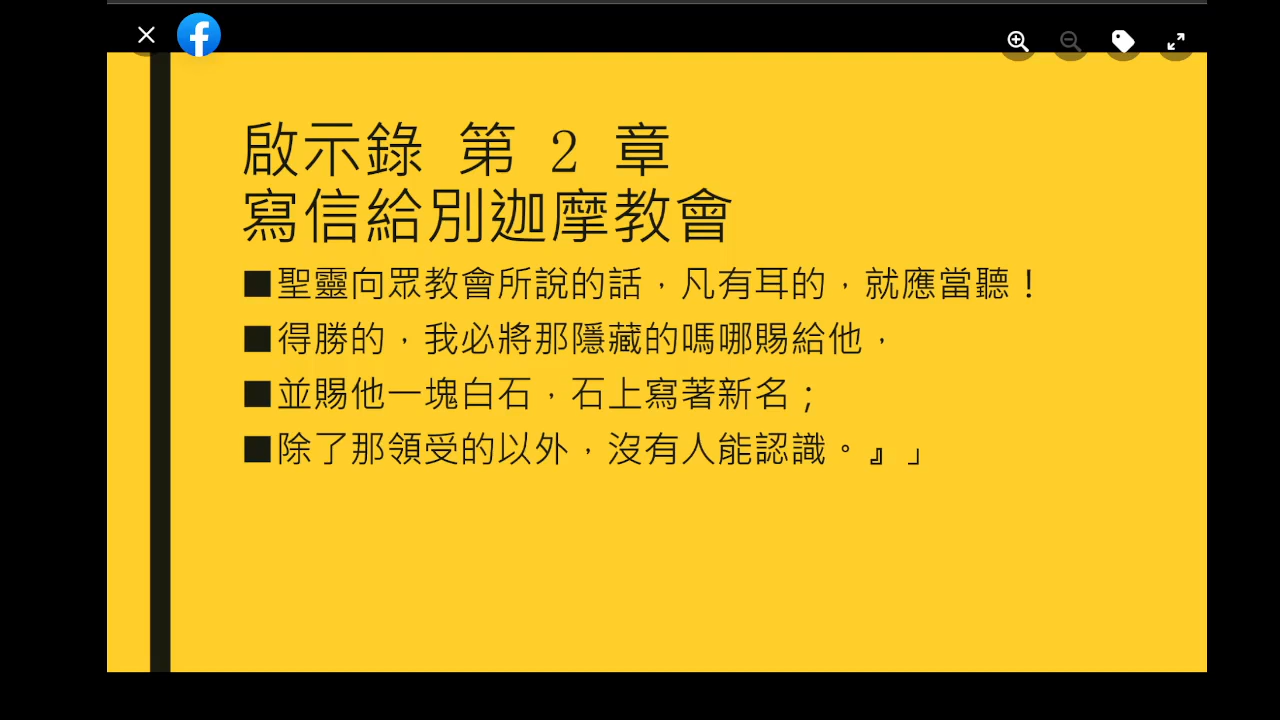 啟示錄 第 2 章
寫信給別迦摩教會
■聖靈向眾教會所說的話，凡有耳的，就應當聽！
■得勝的，我必將那隱藏的嗎哪賜給他，
■並賜他一塊白石，石上寫著新名；
■除了那領受的以外，沒有人能認識。』」